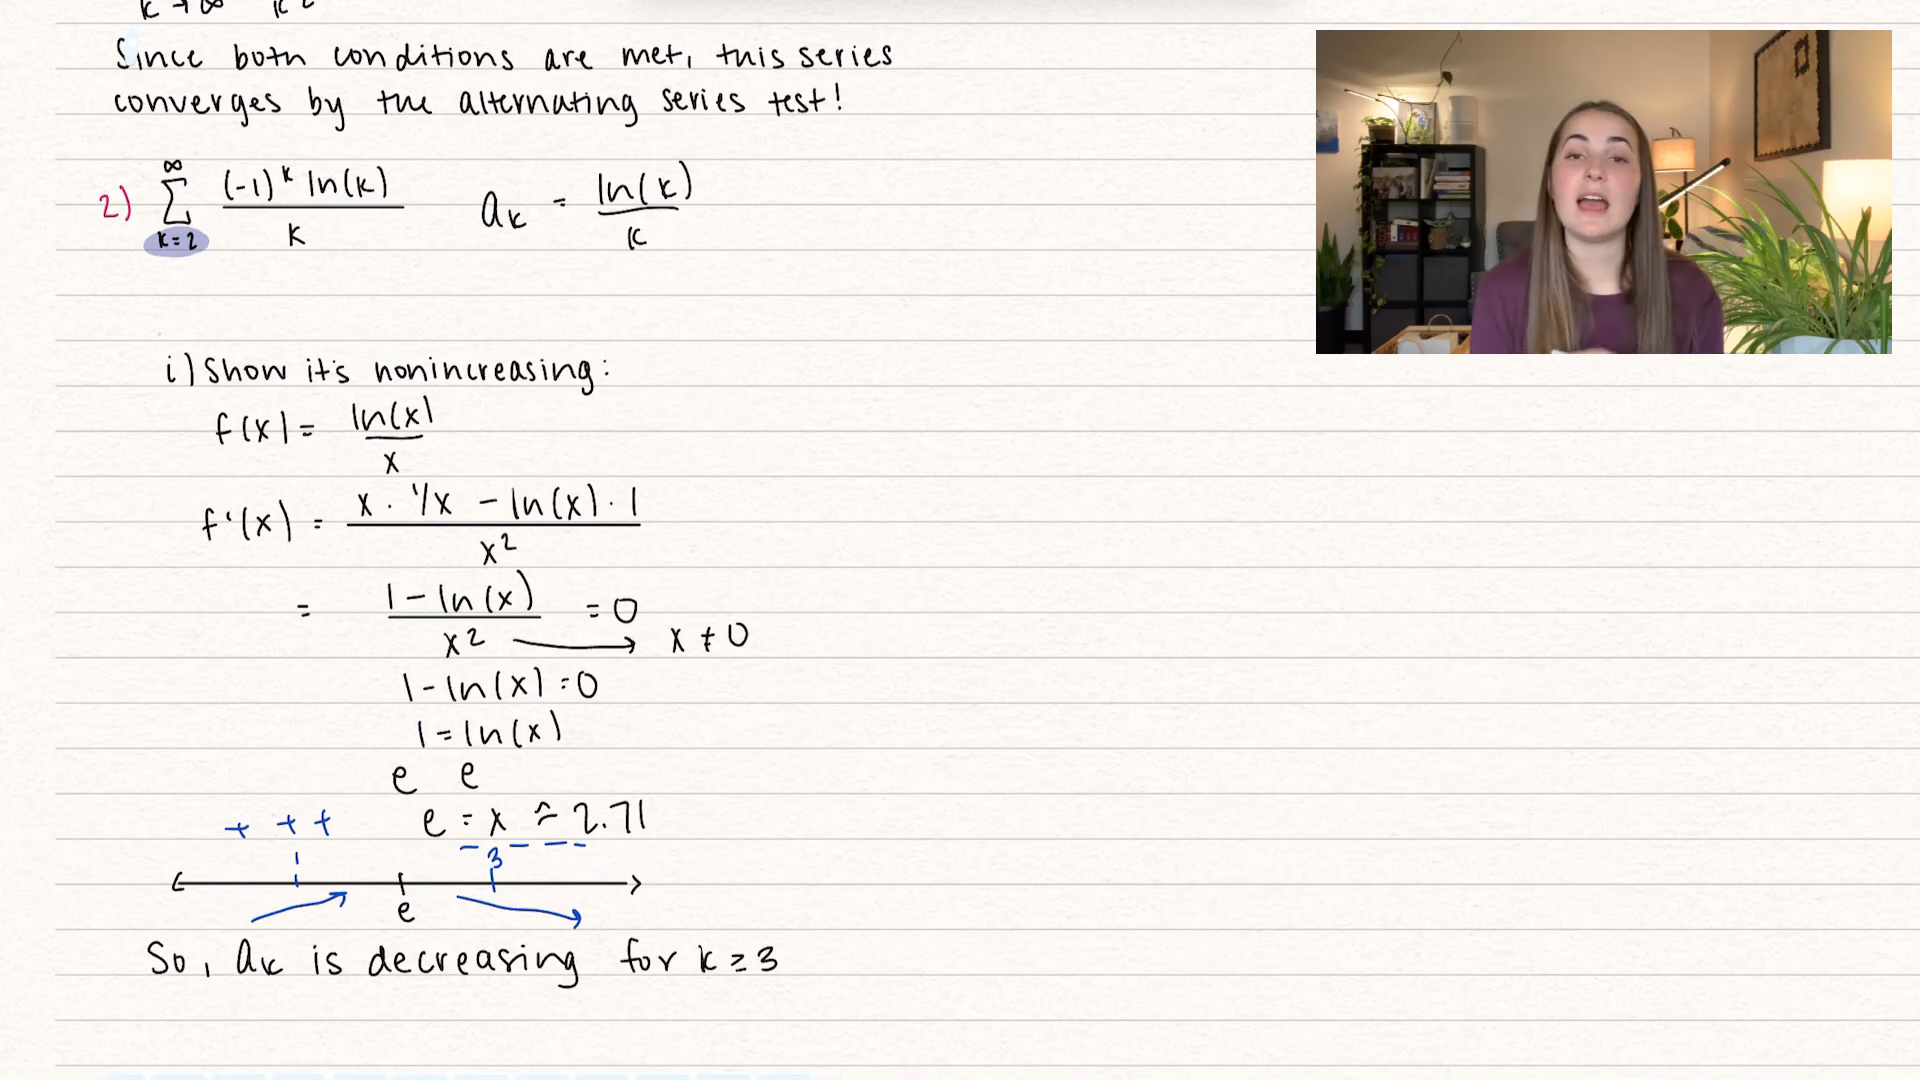 k→∞ k²
Since both conditions are met, this series
converges by the alternating series test!
2) ∞ Σ k=2 (-1)^k ln(k) / k    a_k = ln(k) / k
i) Show it's nonincreasing:
f(x) = ln(x) / x
f'(x) = x · 1/x - ln(x) · 1 / x²
= 1 - ln(x) / x² = 0 → x ≠ 0
1 - ln(x) = 0
1 = ln(x)
e e
+ + + e = x ≈ 2.71
- - - -
1 3
e
So, a_k is decreasing for k ≥ 3